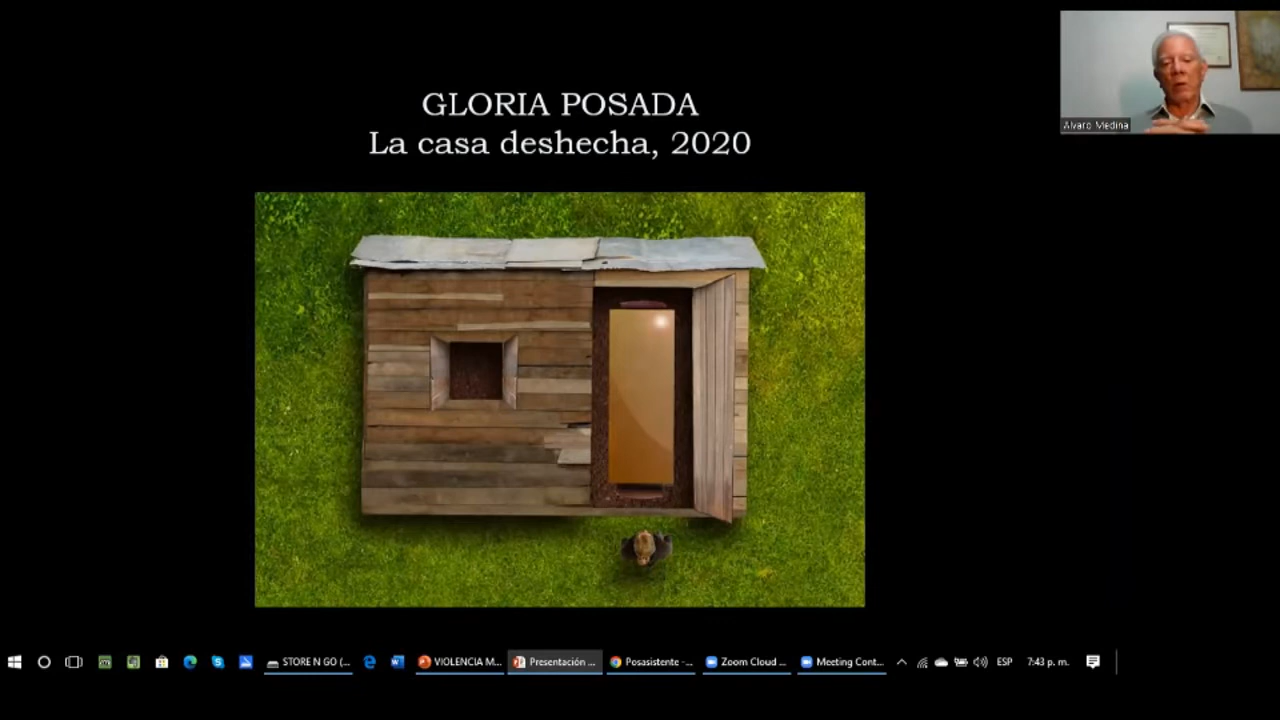 GLORIA POSADA
La casa deshecha, 2020
Alvaro Medina
STORE N GO (...
VIOLENCIA M...
Presentación ...
Posasistente -...
Zoom Cloud ...
Meeting Cont...
ESP
7:43 p. m.